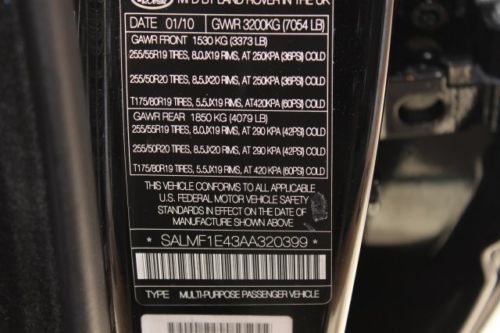 MFD BY LAND ROVER IN THE UK
DATE 01/10 GWWR 3200KG (7054 LB)
GAWR FRONT 1530 KG (3373 LB)
255/55R19 TIRES, 8.0JX19 RIMS, AT 250KPA (36PSI) COLD
255/50R20 TIRES, 8.5JX20 RIMS, AT 250KPA (36PSI) COLD
T175/80R19 TIRES, 5.5JX19 RIMS, AT420KPA (60PSI) COLD
GAWR REAR 1850 KG (4079 LB)
255/55R19 TIRES, 8.0JX19 RIMS, AT 290 KPA (42PSI) COLD
255/50R20 TIRES, 8.5JX20 RIMS, AT 290 KPA (42PSI) COLD
T175/80R19 TIRES, 5.5JX19 RIMS, AT 420 KPA (60PSI) COLD
THIS VEHICLE CONFORMS TO ALL APPLICABLE
U.S. FEDERAL MOTOR VEHICLE SAFETY
STANDARDS IN EFFECT ON THE DATE OF
MANUFACTURE SHOWN ABOVE.
* SALMF1E43AA320399 *
TYPE MULTI-PURPOSE PASSENGER VEHICLE